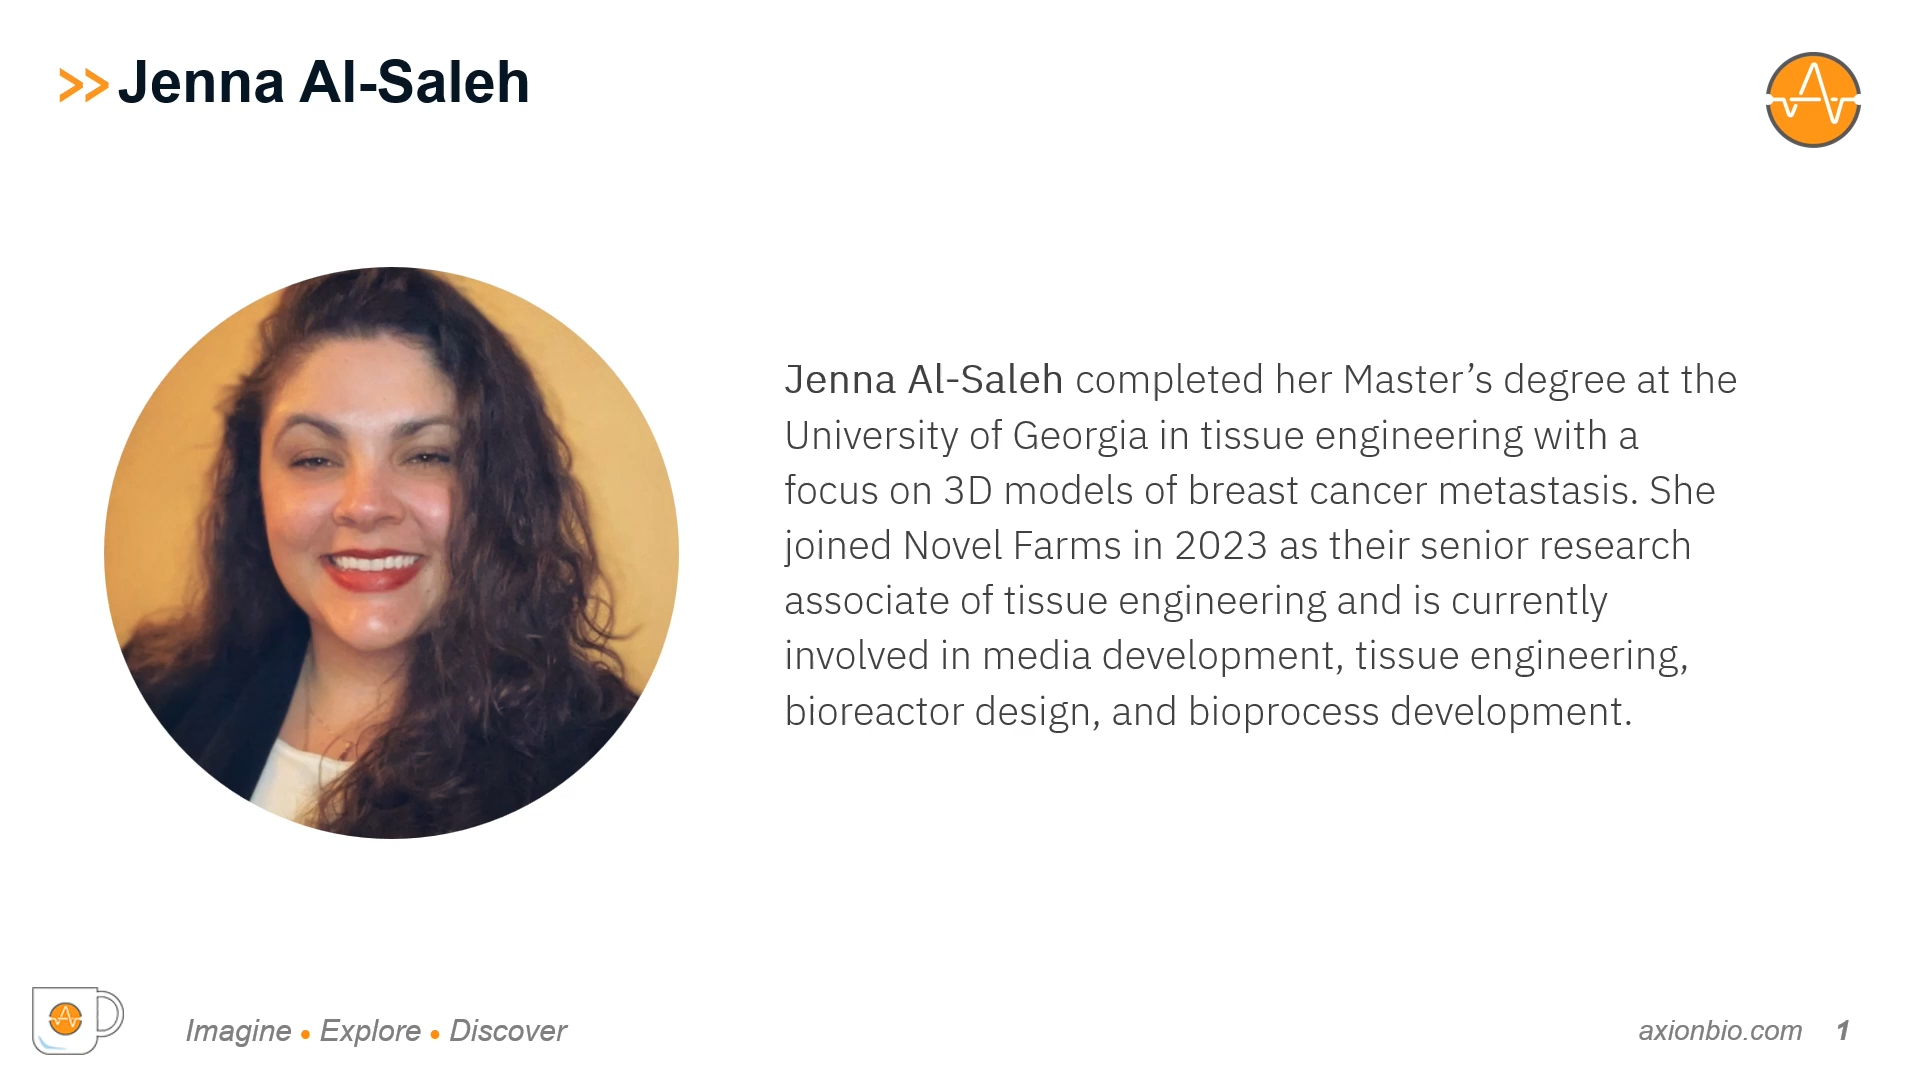 >> Jenna Al-Saleh
Jenna Al-Saleh completed her Master’s degree at the
University of Georgia in tissue engineering with a
focus on 3D models of breast cancer metastasis. She
joined Novel Farms in 2023 as their senior research
associate of tissue engineering and is currently
involved in media development, tissue engineering,
bioreactor design, and bioprocess development.
Imagine • Explore • Discover
axionbio.com 1